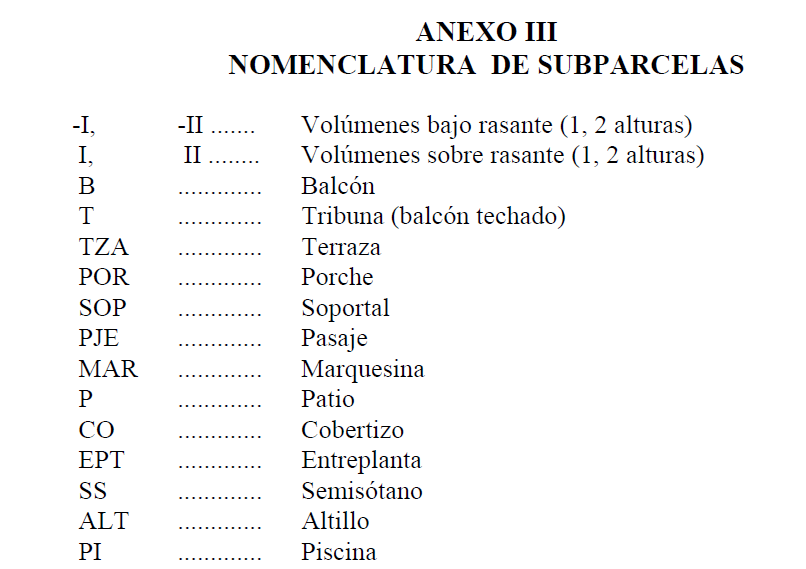 ANEXO III
NOMENCLATURA DE SUBPARCELAS
-I, -II ....... Volúmenes bajo rasante (1, 2 alturas)
I, II ........ Volúmenes sobre rasante (1, 2 alturas)
B ............. Balcón
T ............. Tribuna (balcón techado)
TZA ............. Terraza
POR ............. Porche
SOP ............. Soportal
PJE ............. Pasaje
MAR ............. Marquesina
P ............. Patio
CO ............. Cobertizo
EPT ............. Entreplanta
SS ............. Semisótano
ALT ............. Altillo
PI ............. Piscina